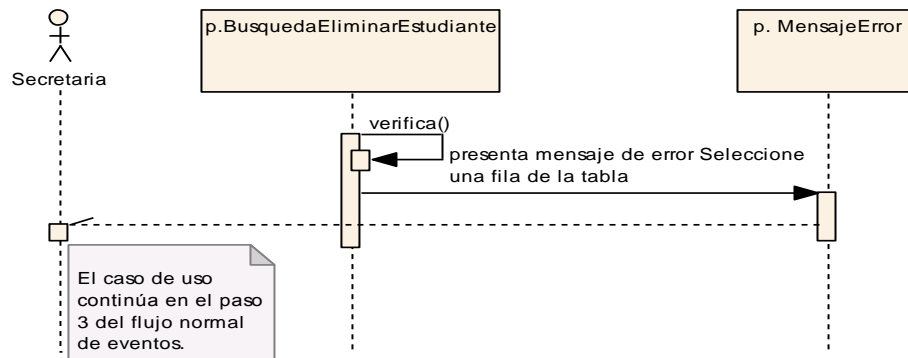 p.BusquedaEliminarEstudiante
p. MensajeError
Secretaria
verifica()
presenta mensaje de error Seleccione
una fila de la tabla
El caso de uso
continúa en el paso
3 del flujo normal
de eventos.